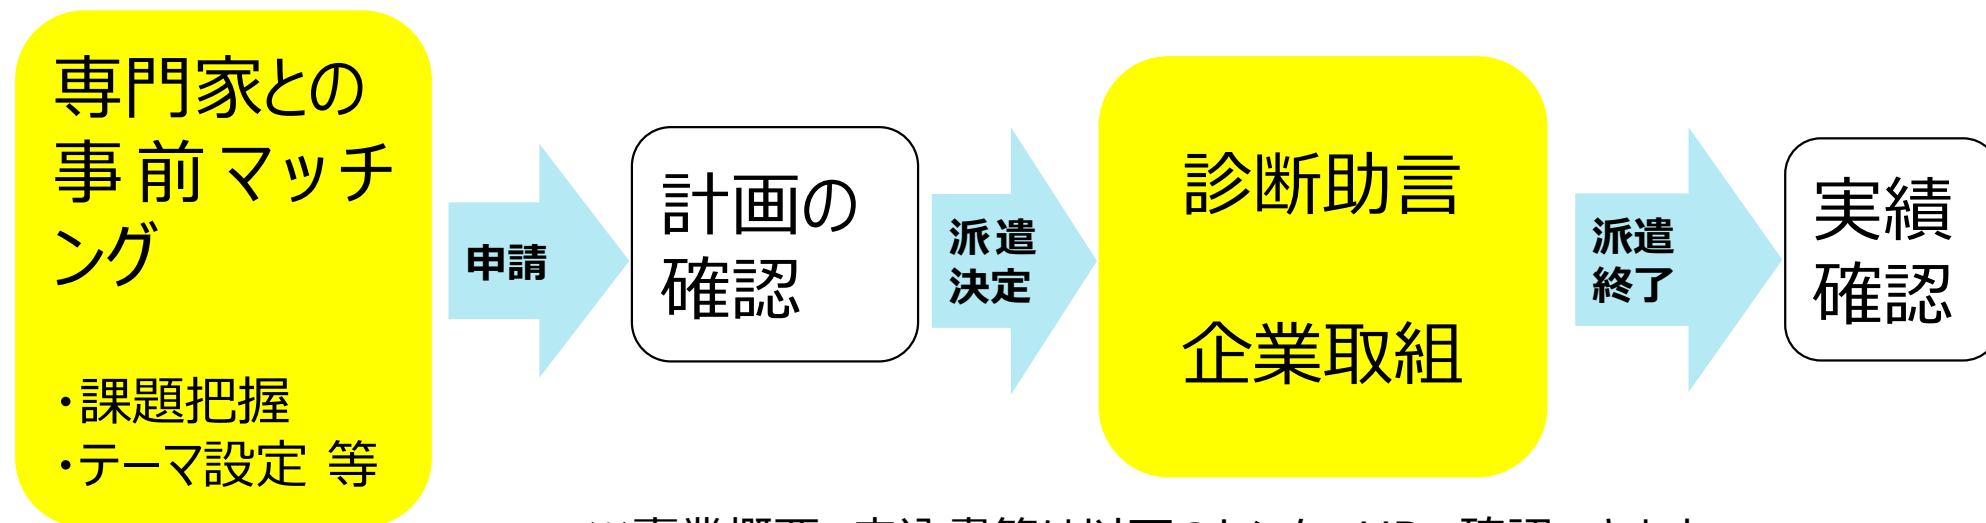 専門家との
事前マッチ
ング
・課題把握
・テーマ設定 等
申請
計画の
確認
派遣
決定
診断助言
企業取組
派遣
終了
実績
確認